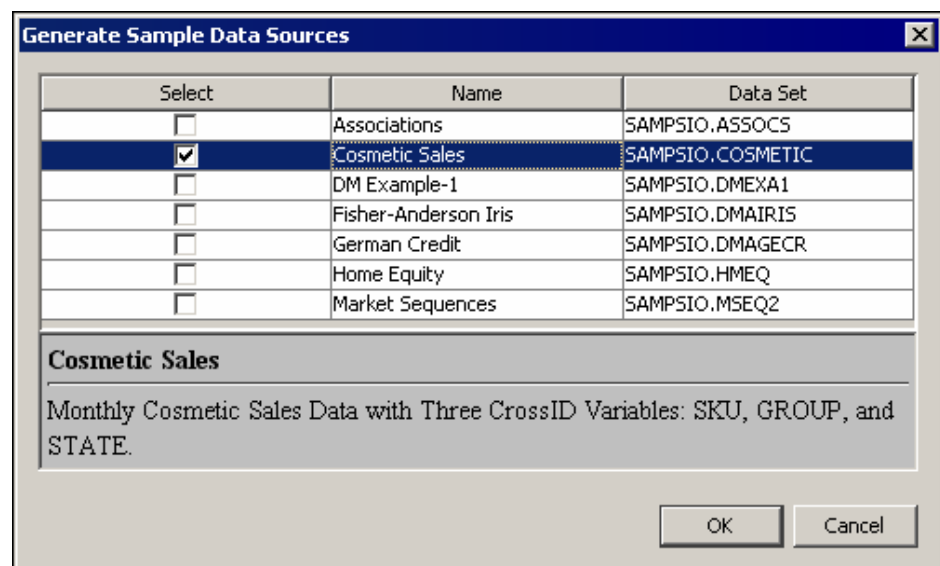 Generate Sample Data Sources
Select Name Data Set
Associations SAMPSIO.ASSOCS
Cosmetic Sales SAMPSIO.COSMETIC
DM Example-1 SAMPSIO.DMEXA1
Fisher-Anderson Iris SAMPSIO.DMAIRIS
German Credit SAMPSIO.DMAGECR
Home Equity SAMPSIO.HMEQ
Market Sequences SAMPSIO.MSEQ2
Cosmetic Sales
Monthly Cosmetic Sales Data with Three CrossID Variables: SKU, GROUP, and
STATE.
OK Cancel